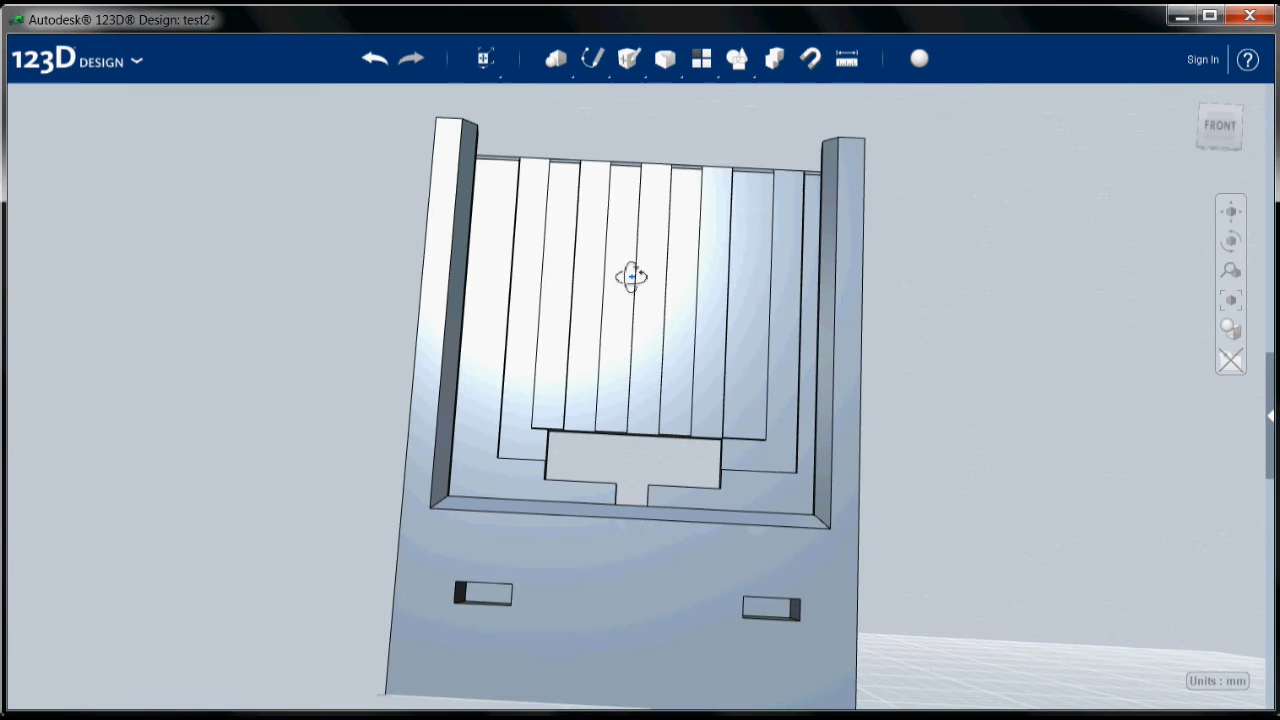 Autodesk® 123D® Design: test2*
123D DESIGN
Sign In
?
FRONT
Units : mm